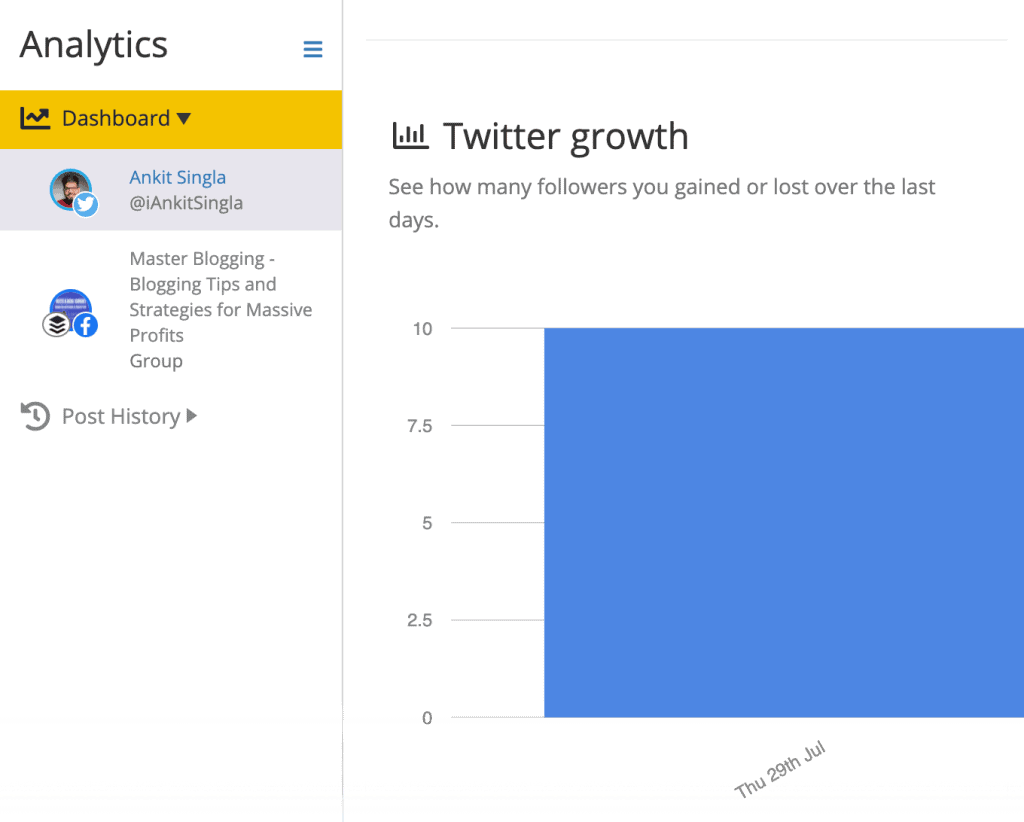 Analytics
Dashboard
Ankit Singla
@iAnkitSingla
Master Blogging -
Blogging Tips and
Strategies for Massive
Profits
Group
Post History
Twitter growth
See how many followers you gained or lost over the last
days.
10
7.5
5
2.5
0
Thu 29th Jul